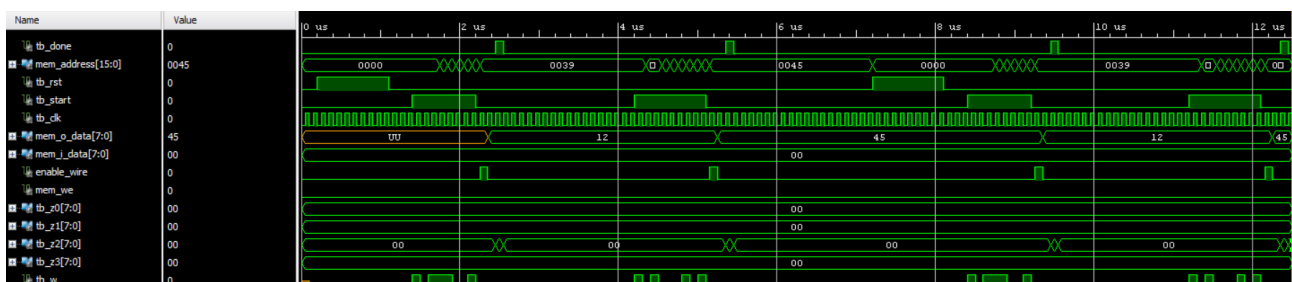 Name Value 0 us 2 us 4 us 6 us 8 us 10 us 12 us
tb_done 0
mem_address[15:0] 0045 0000 0039 0045 0000 0039
tb_rst 0
tb_start 0
tb_clk 0
mem_o_data[7:0] 45 UU 12 45 12 45
mem_i_data[7:0] 00 00
enable_wire 0
mem_we 0
tb_z0[7:0] 00 00
tb_z1[7:0] 00 00
tb_z2[7:0] 00 00 00 00 00
tb_z3[7:0] 00 00
tb_w 0